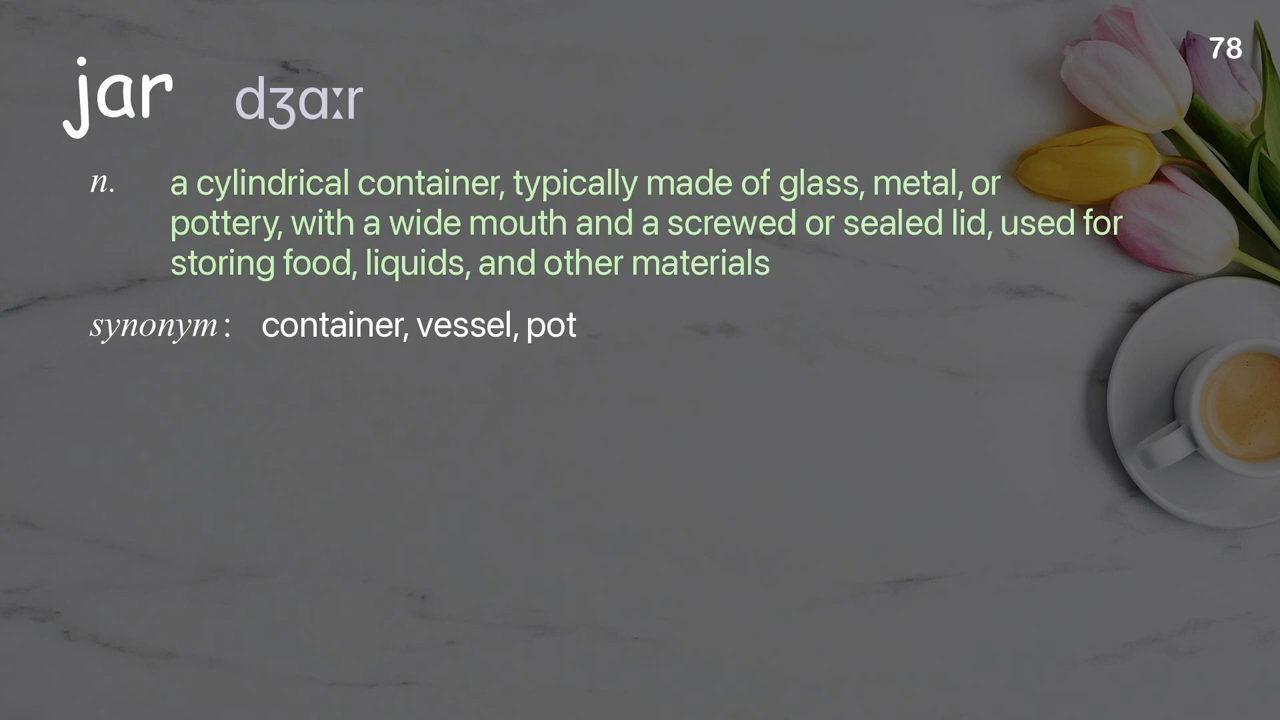 78
jar dʒɑːr
n. a cylindrical container, typically made of glass, metal, or
pottery, with a wide mouth and a screwed or sealed lid, used for
storing food, liquids, and other materials
synonym: container, vessel, pot